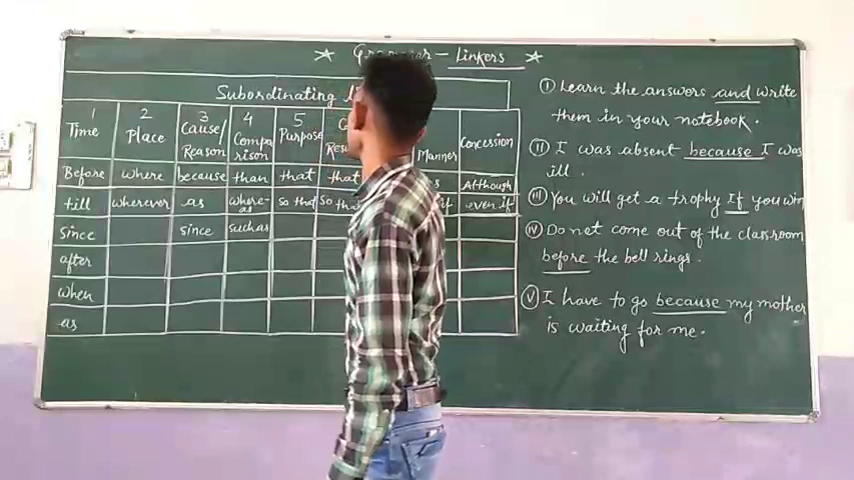 Linkers
Subordinating
1 2 3 4 5
Time Place Cause/Reason Comparison Purpose Manner Concession
Before where because than that that Although
till wherever as whereas so that so that even if
since since such as
after
when
as
(I) Learn the answers and write
them in your notebook.
(II) I was absent because I was
ill.
(III) You will get a trophy If you win
(IV) Do not come out of the classroom
before the bell rings.
(V) I have to go because my mother
is waiting for me.